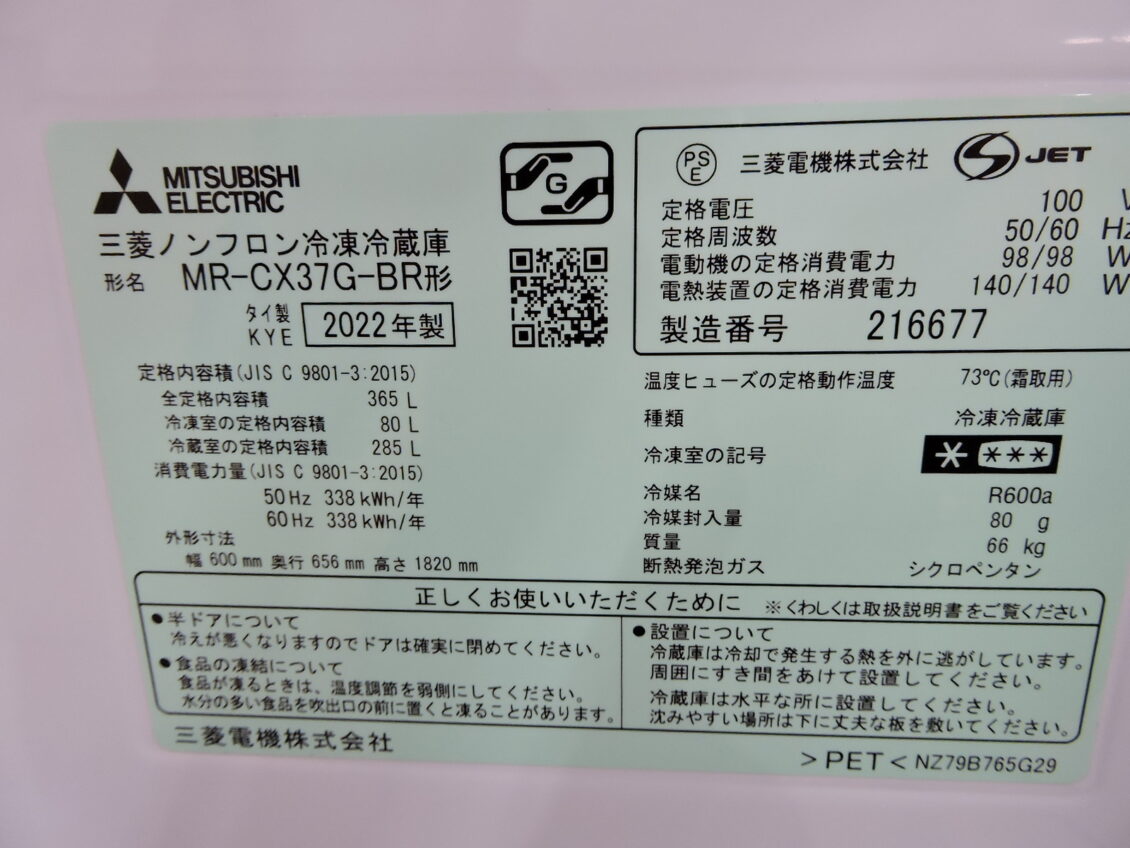 MITSUBISHI
ELECTRIC
三菱ノンフロン冷凍冷蔵庫
形名 MR-CX37G-BR形
タイ製
KYE 2022年製
定格内容積(JIS C 9801-3:2015)
全定格内容積 365 L
冷凍室の定格内容積 80 L
冷蔵室の定格内容積 285 L
消費電力量(JIS C 9801-3:2015)
50Hz 338kWh/年
60Hz 338kWh/年
外形寸法
幅 600mm 奥行 656mm 高さ 1820mm
G
PS
E
三菱電機株式会社
JET
定格電圧 100 V
定格周波数 50/60 Hz
電動機の定格消費電力 98/98 W
電熱装置の定格消費電力 140/140 W
製造番号 216677
温度ヒューズの定格動作温度 73℃(霜取用)
種類 冷凍冷蔵庫
冷凍室の記号 * ***
冷媒名 R600a
冷媒封入量 80 g
質量 66 kg
断熱発泡ガス シクロペンタン
正しくお使いいただくために ※くわしくは取扱説明書をご覧ください
●半ドアについて
冷えが悪くなりますのでドアは確実に閉めてください。
●食品の凍結について
食品が凍るときは、温度調節を弱側にしてください。
水分の多い食品を吹出口の前に置くと凍ることがあります。
●設置について
冷蔵庫は冷却で発生する熱を外に逃がしています。
周囲にすき間をあけて設置してください。
冷蔵庫は水平な所に設置してください。
沈みやすい場所は下に丈夫な板を敷いてください。
三菱電機株式会社
>PET< NZ79B765G29